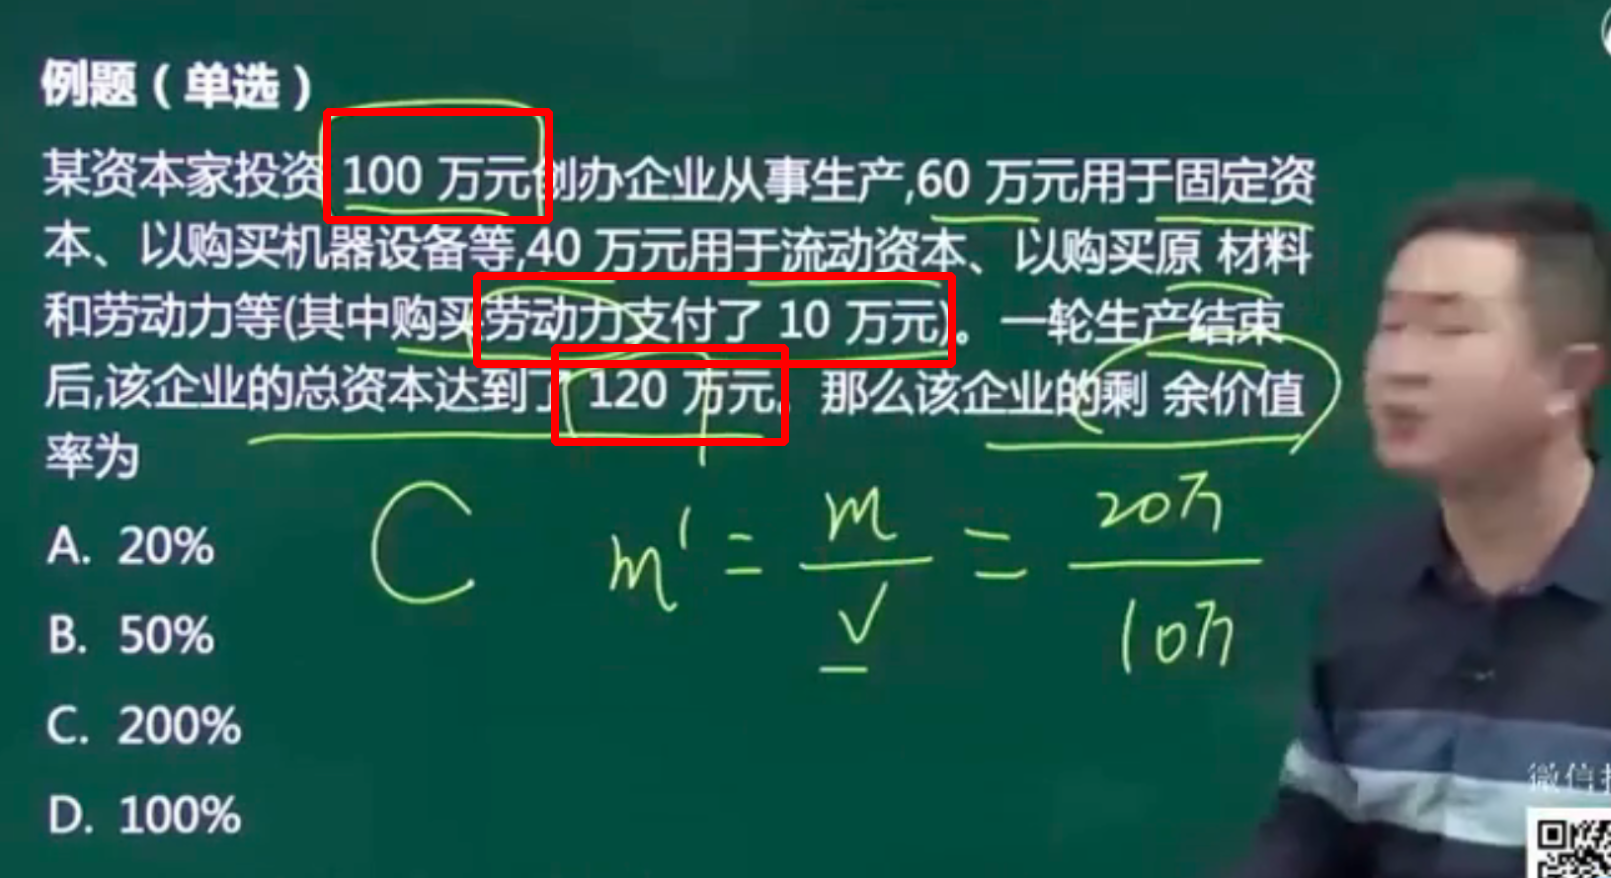 例题（单选）
某资本家投资 100 万元创办企业从事生产,60 万元用于固定资
本、以购买机器设备等,40 万元用于流动资本、以购买原 材料
和劳动力等(其中购买劳动力支付了 10 万元)。一轮生产结束
后,该企业的总资本达到了 120 万元。那么该企业的剩 余价值
率为
A. 20%
B. 50%
C. 200%
D. 100%
C m' = m/v = 20万/10万
微信扫